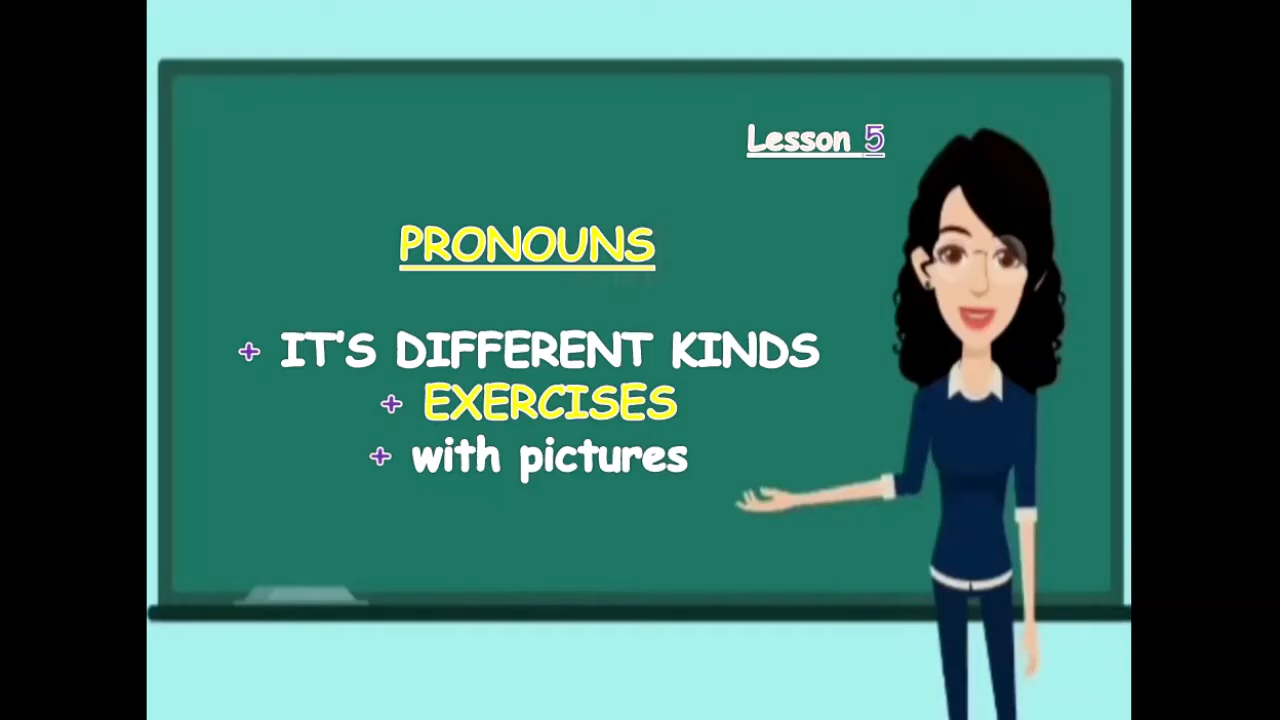 Lesson 5
PRONOUNS
+ IT'S DIFFERENT KINDS
+ EXERCISES
+ with pictures